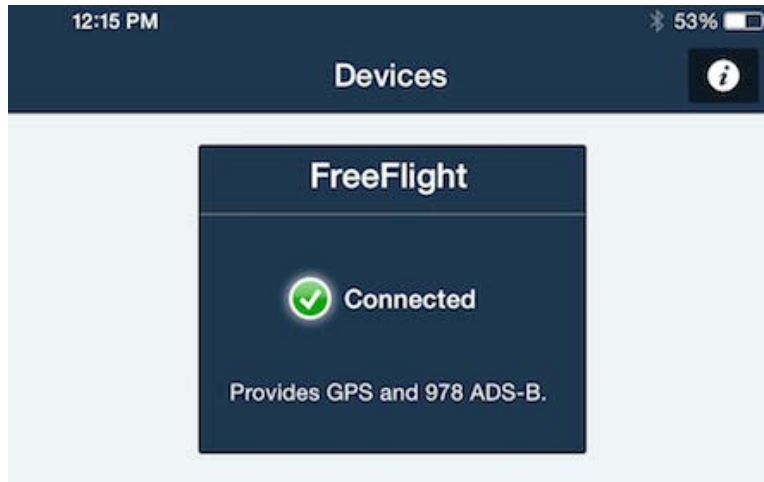 12:15 PM 53%
Devices
FreeFlight
Connected
Provides GPS and 978 ADS-B.